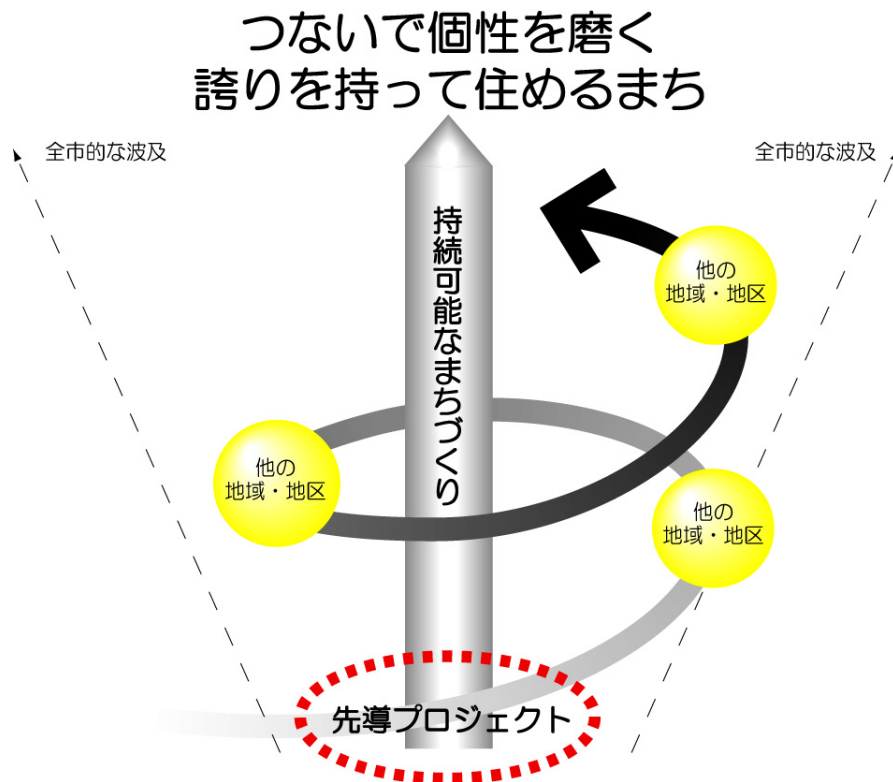 つないで個性を磨く
誇りを持って住めるまち
全市的な波及
全市的な波及
持続可能なまちづくり
他の
地域・地区
他の
地域・地区
他の
地域・地区
先導プロジェクト